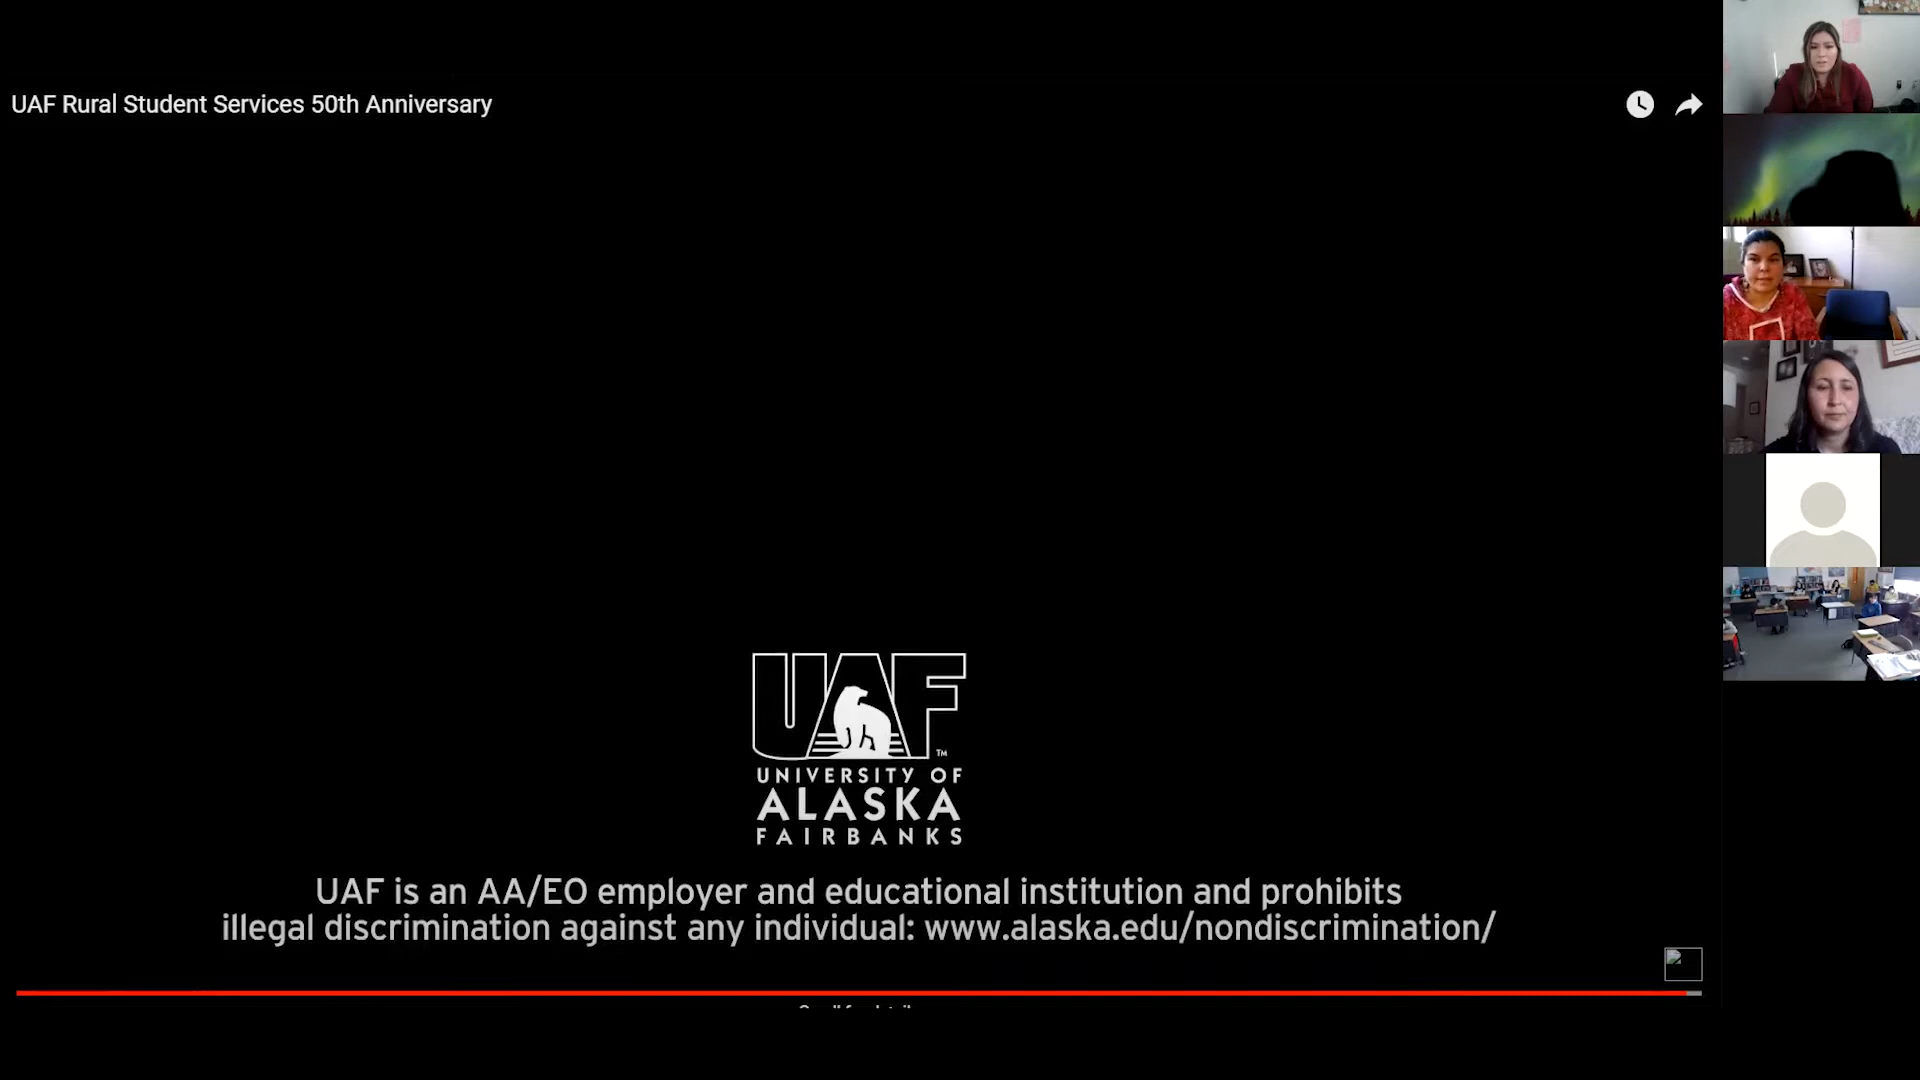 UAF Rural Student Services 50th Anniversary
UAF
TM
UNIVERSITY OF
ALASKA
FAIRBANKS
UAF is an AA/EO employer and educational institution and prohibits
illegal discrimination against any individual: www.alaska.edu/nondiscrimination/